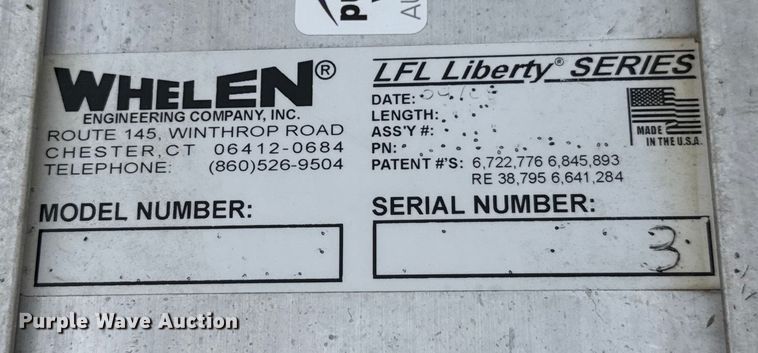 WHELEN®
ENGINEERING COMPANY, INC.
ROUTE 145, WINTHROP ROAD
CHESTER, CT 06412-0684
TELEPHONE: (860)526-9504
MODEL NUMBER:
LFL Liberty® SERIES
DATE:
LENGTH:
ASS'Y #:
PN:
PATENT #'S: 6,722,776 6,845,893
RE 38,795 6,641,284
MADE
IN THE U.S.A.
SERIAL NUMBER:
3
Purple Wave Auction